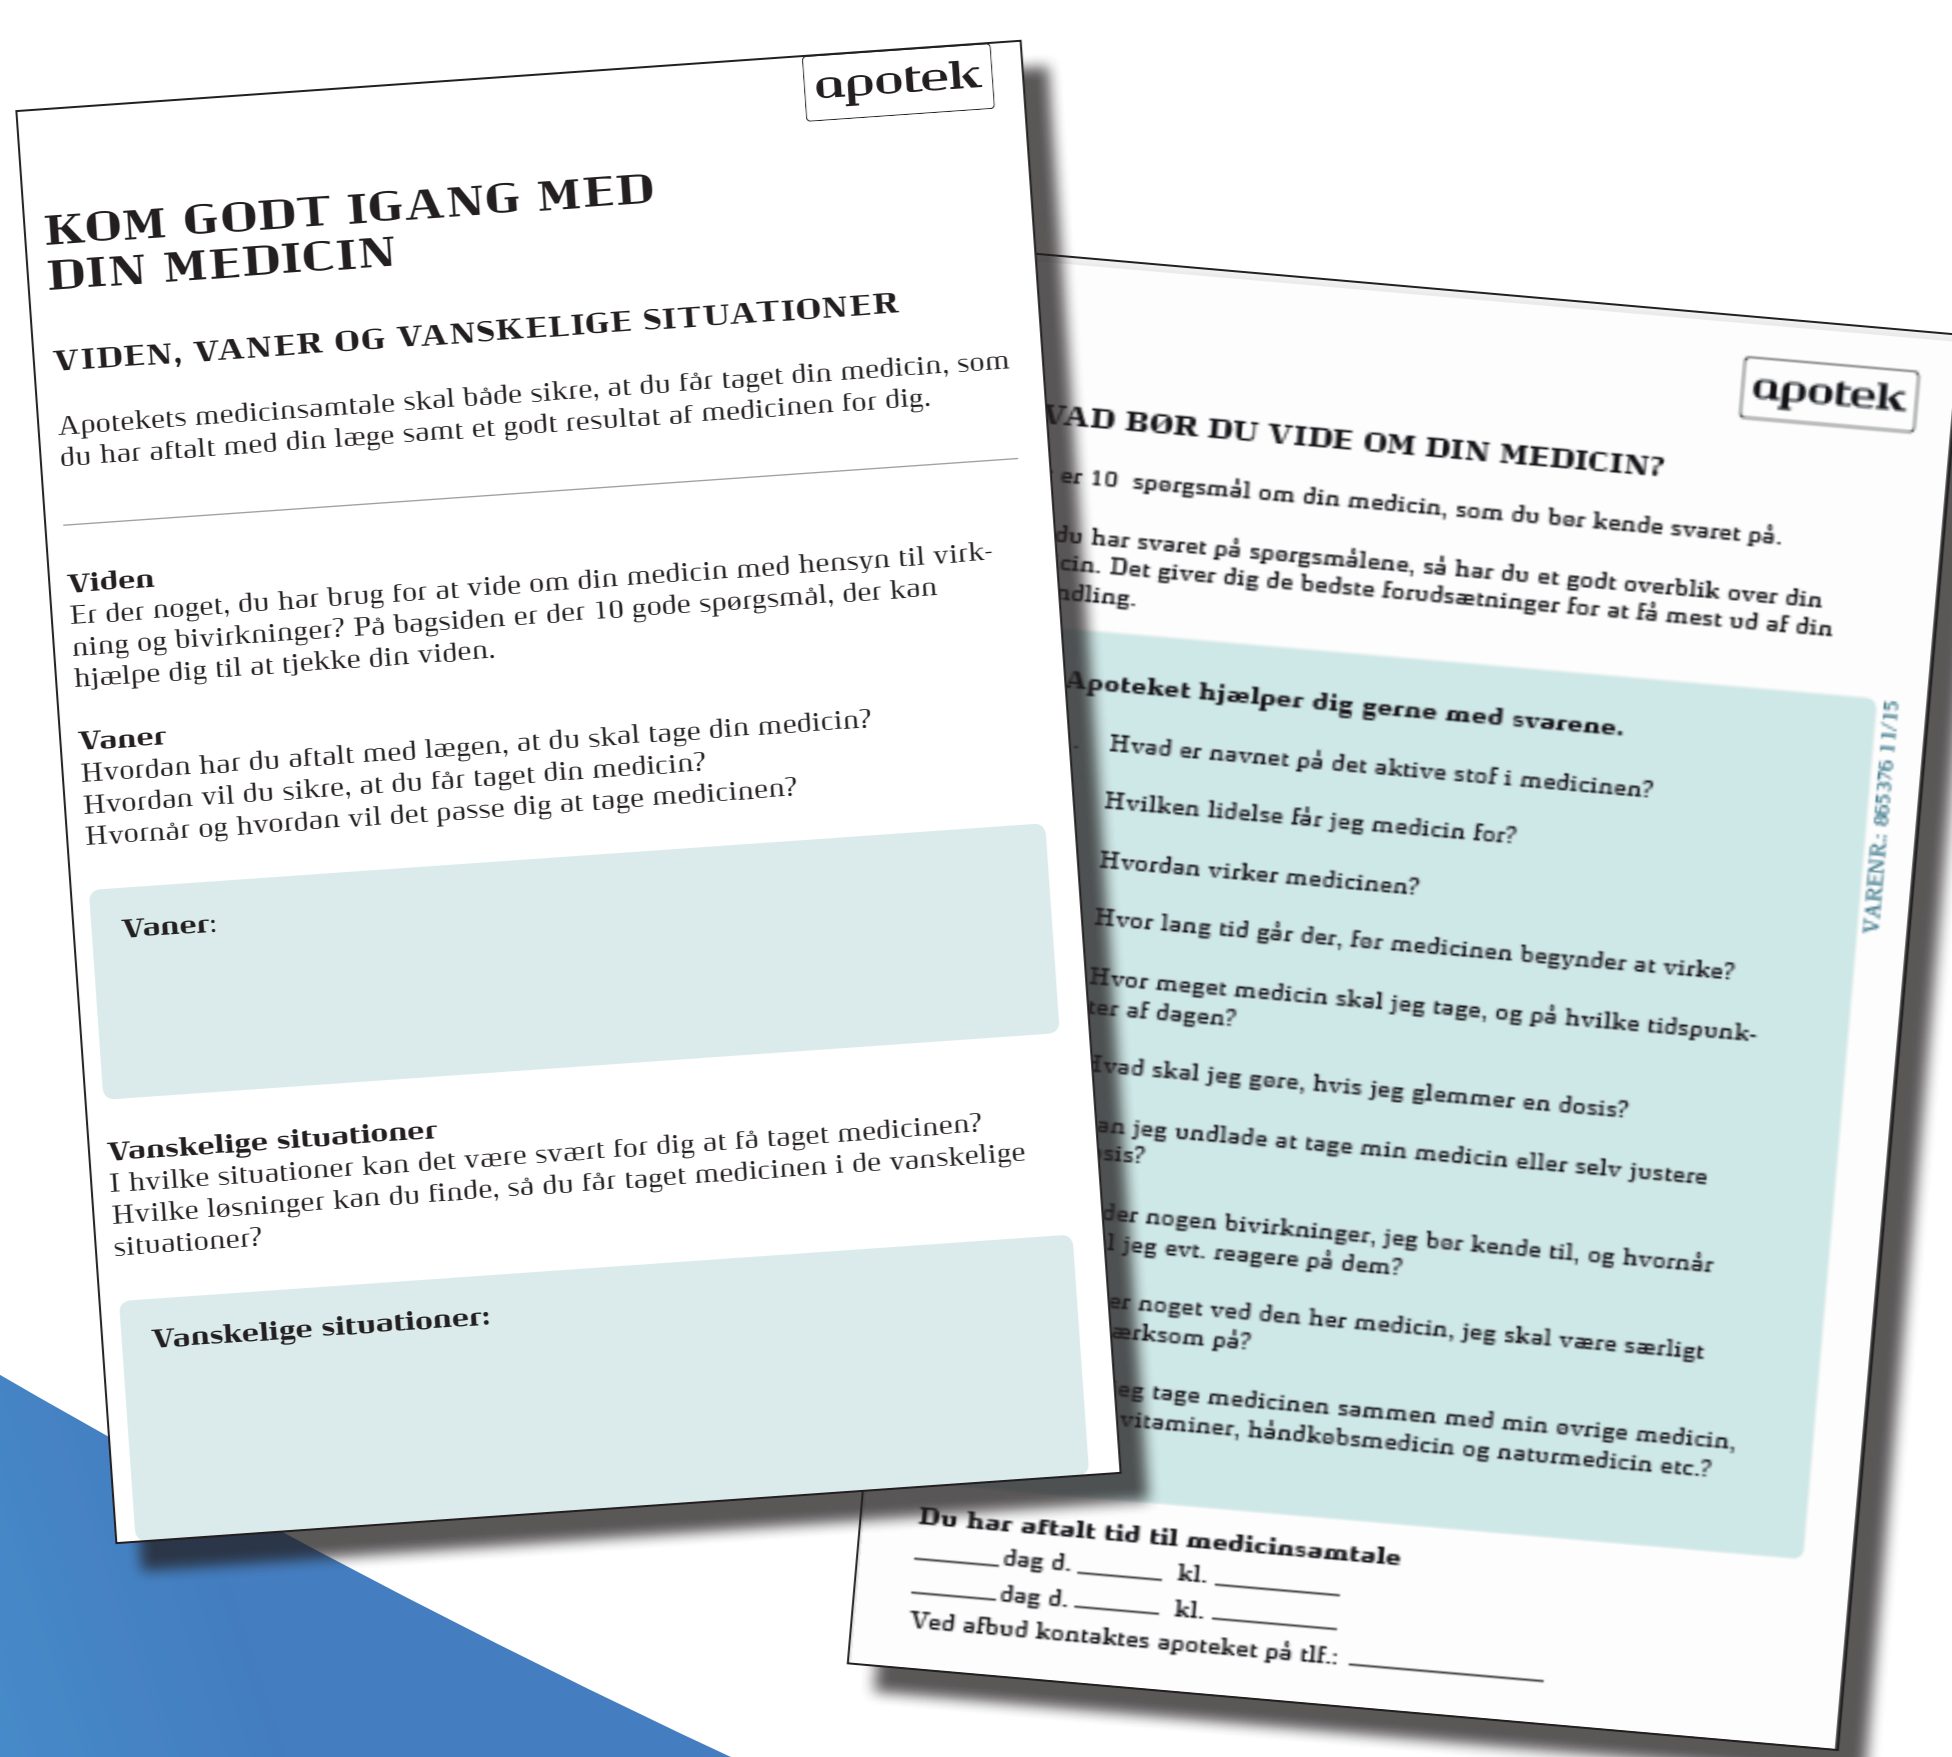 apotek
KOM GODT IGANG MED
DIN MEDICIN
VIDEN, VANER OG VANSKELIGE SITUATIONER
Apotekets medicinsamtale skal både sikre, at du får taget din medicin, som
du har aftalt med din læge samt et godt resultat af medicinen for dig.
Viden
Er der noget, du har brug for at vide om din medicin med hensyn til virk-
ning og bivirkninger? På bagsiden er der 10 gode spørgsmål, der kan
hjælpe dig til at tjekke din viden.
Vaner
Hvordan har du aftalt med lægen, at du skal tage din medicin?
Hvordan vil du sikre, at du får taget din medicin?
Hvornår og hvordan vil det passe dig at tage medicinen?
Vaner:
Vanskelige situationer
I hvilke situationer kan det være svært for dig at få taget medicinen?
Hvilke løsninger kan du finde, så du får taget medicinen i de vanskelige
situationer?
Vanskelige situationer:
apotek
VAD BØR DU VIDE OM DIN MEDICIN?
er 10 spørgsmål om din medicin, som du bør kende svaret på.
du har svaret på spørgsmålene, så har du et godt overblik over din
cin. Det giver dig de bedste forudsætninger for at få mest ud af din
ndling.
Apoteket hjælper dig gerne med svarene.
Hvad er navnet på det aktive stof i medicinen?
Hvilken lidelse får jeg medicin for?
Hvordan virker medicinen?
Hvor lang tid går der, før medicinen begynder at virke?
Hvor meget medicin skal jeg tage, og på hvilke tidspunk-
ter af dagen?
Hvad skal jeg gøre, hvis jeg glemmer en dosis?
an jeg undlade at tage min medicin eller selv justere
sis?
der nogen bivirkninger, jeg bør kende til, og hvornår
l jeg evt. reagere på dem?
er noget ved den her medicin, jeg skal være særligt
ærksom på?
eg tage medicinen sammen med min øvrige medicin,
vitaminer, håndkøbsmedicin og naturmedicin etc.?
VARENR.: 865376 11/15
Du har aftalt tid til medicinsamtale
______ dag d. ______ kl. _________
______ dag d. ______ kl. _________
Ved afbud kontaktes apoteket på tlf.: ______________